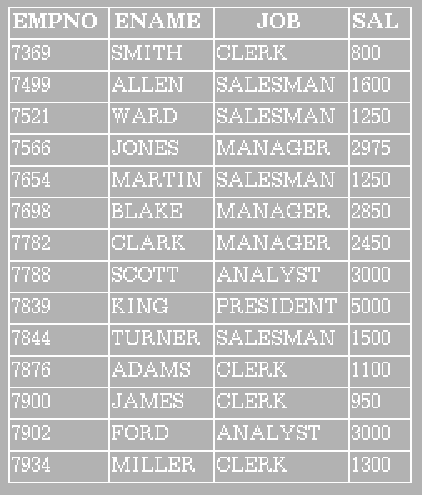 EMPNO ENAME JOB SAL
7369 SMITH CLERK 800
7499 ALLEN SALESMAN 1600
7521 WARD SALESMAN 1250
7566 JONES MANAGER 2975
7654 MARTIN SALESMAN 1250
7698 BLAKE MANAGER 2850
7782 CLARK MANAGER 2450
7788 SCOTT ANALYST 3000
7839 KING PRESIDENT 5000
7844 TURNER SALESMAN 1500
7876 ADAMS CLERK 1100
7900 JAMES CLERK 950
7902 FORD ANALYST 3000
7934 MILLER CLERK 1300